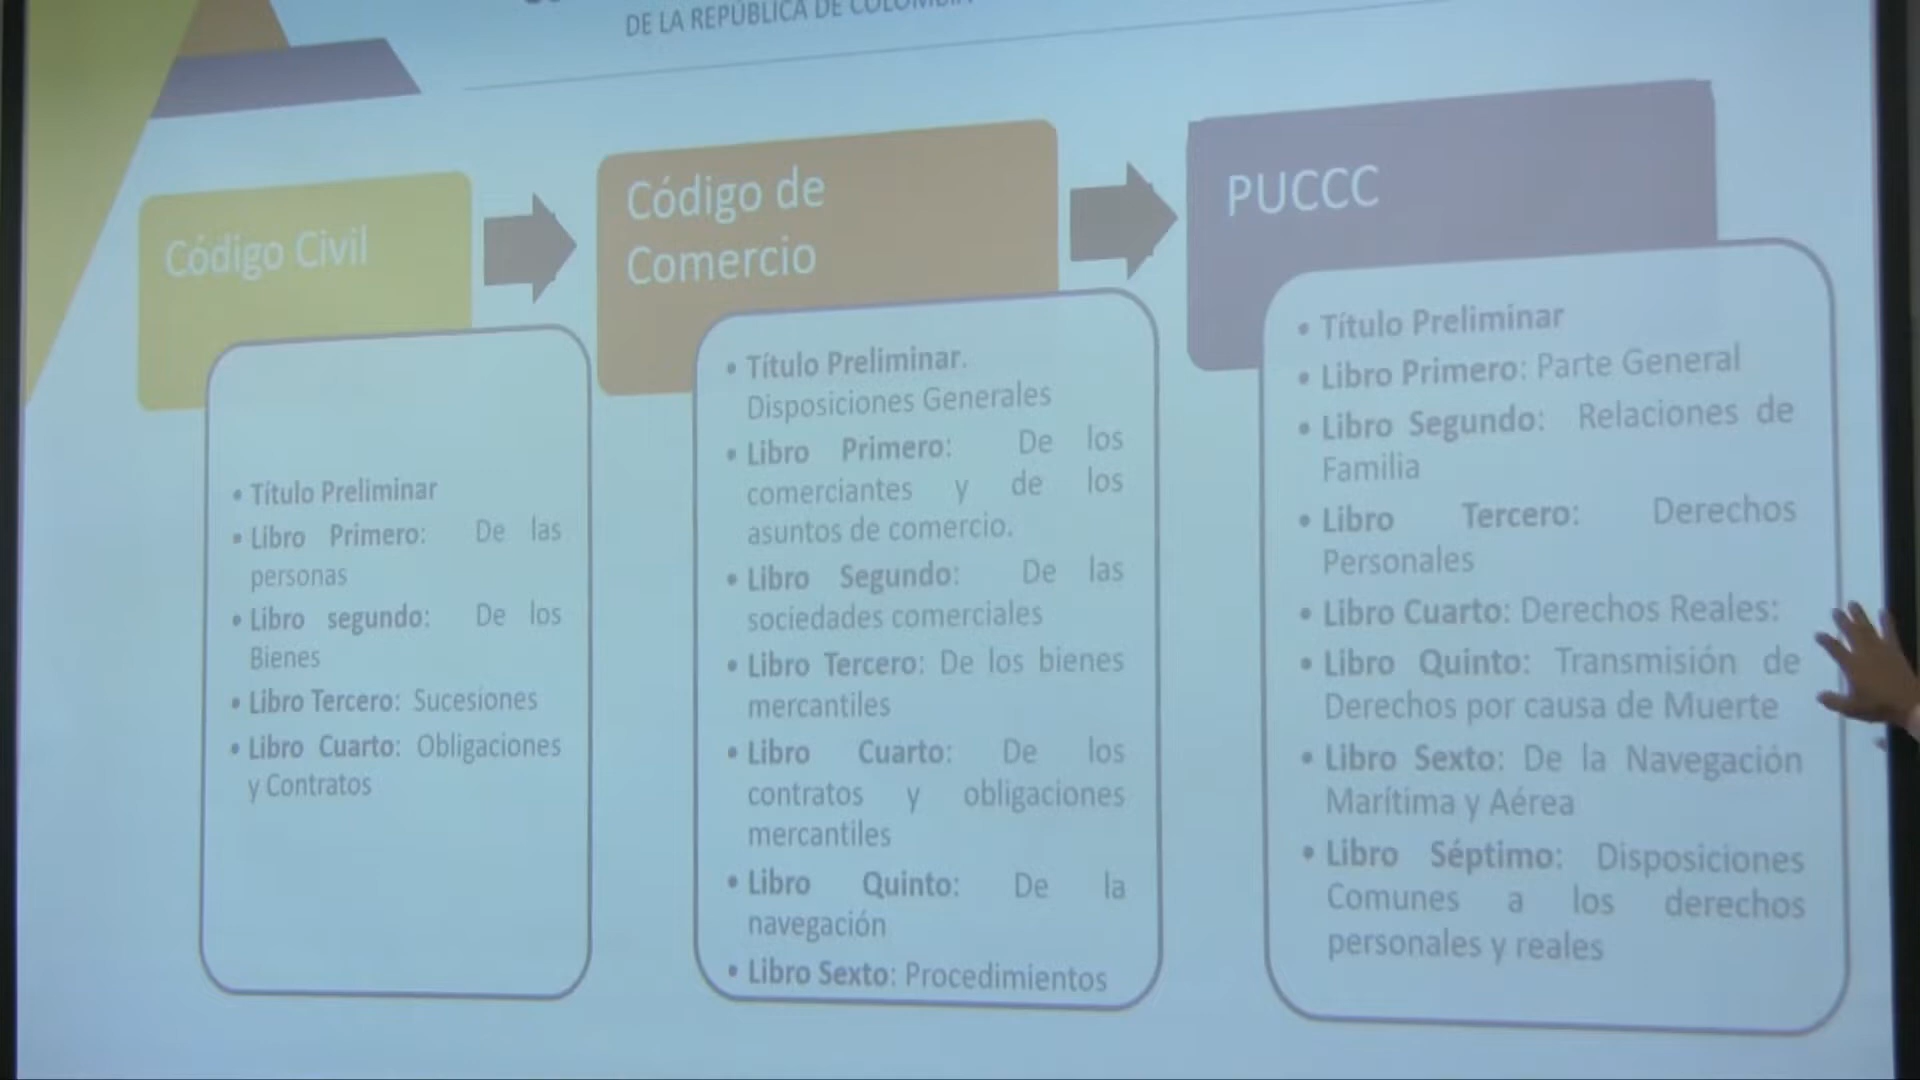 DE LA REPÚBLICA DE COLOMBIA
Código Civil
• Título Preliminar
• Libro Primero: De las
personas
• Libro segundo: De los
Bienes
• Libro Tercero: Sucesiones
• Libro Cuarto: Obligaciones
y Contratos
Código de
Comercio
• Título Preliminar.
Disposiciones Generales
• Libro Primero: De los
comerciantes y de los
asuntos de comercio.
• Libro Segundo: De las
sociedades comerciales
• Libro Tercero: De los bienes
mercantiles
• Libro Cuarto: De los
contratos y obligaciones
mercantiles
• Libro Quinto: De la
navegación
• Libro Sexto: Procedimientos
PUCCC
• Título Preliminar
• Libro Primero: Parte General
• Libro Segundo: Relaciones de
Familia
• Libro Tercero: Derechos
Personales
• Libro Cuarto: Derechos Reales:
• Libro Quinto: Transmisión de
Derechos por causa de Muerte
• Libro Sexto: De la Navegación
Marítima y Aérea
• Libro Séptimo: Disposiciones
Comunes a los derechos
personales y reales